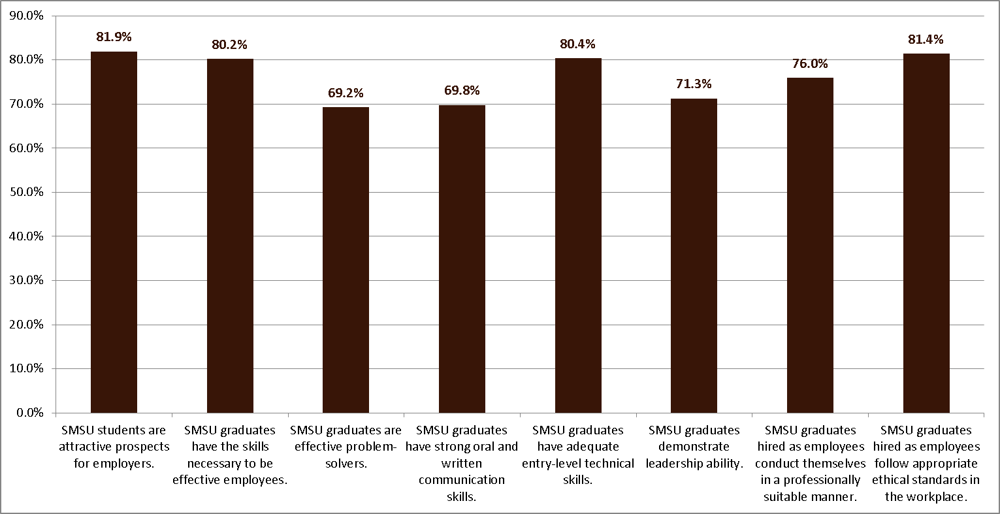 90.0%
80.0%
70.0%
60.0%
50.0%
40.0%
30.0%
20.0%
10.0%
0.0%
81.9%
80.2%
69.2%
69.8%
80.4%
71.3%
76.0%
81.4%
SMSU students are
attractive prospects
for employers.
SMSU graduates
have the skills
necessary to be
effective employees.
SMSU graduates are
effective problem-
solvers.
SMSU graduates
have strong oral and
written
communication
skills.
SMSU graduates
have adequate
entry-level technical
skills.
SMSU graduates
demonstrate
leadership ability.
SMSU graduates
hired as employees
conduct themselves
in a professionally
suitable manner.
SMSU graduates
hired as employees
follow appropriate
ethical standards in
the workplace.